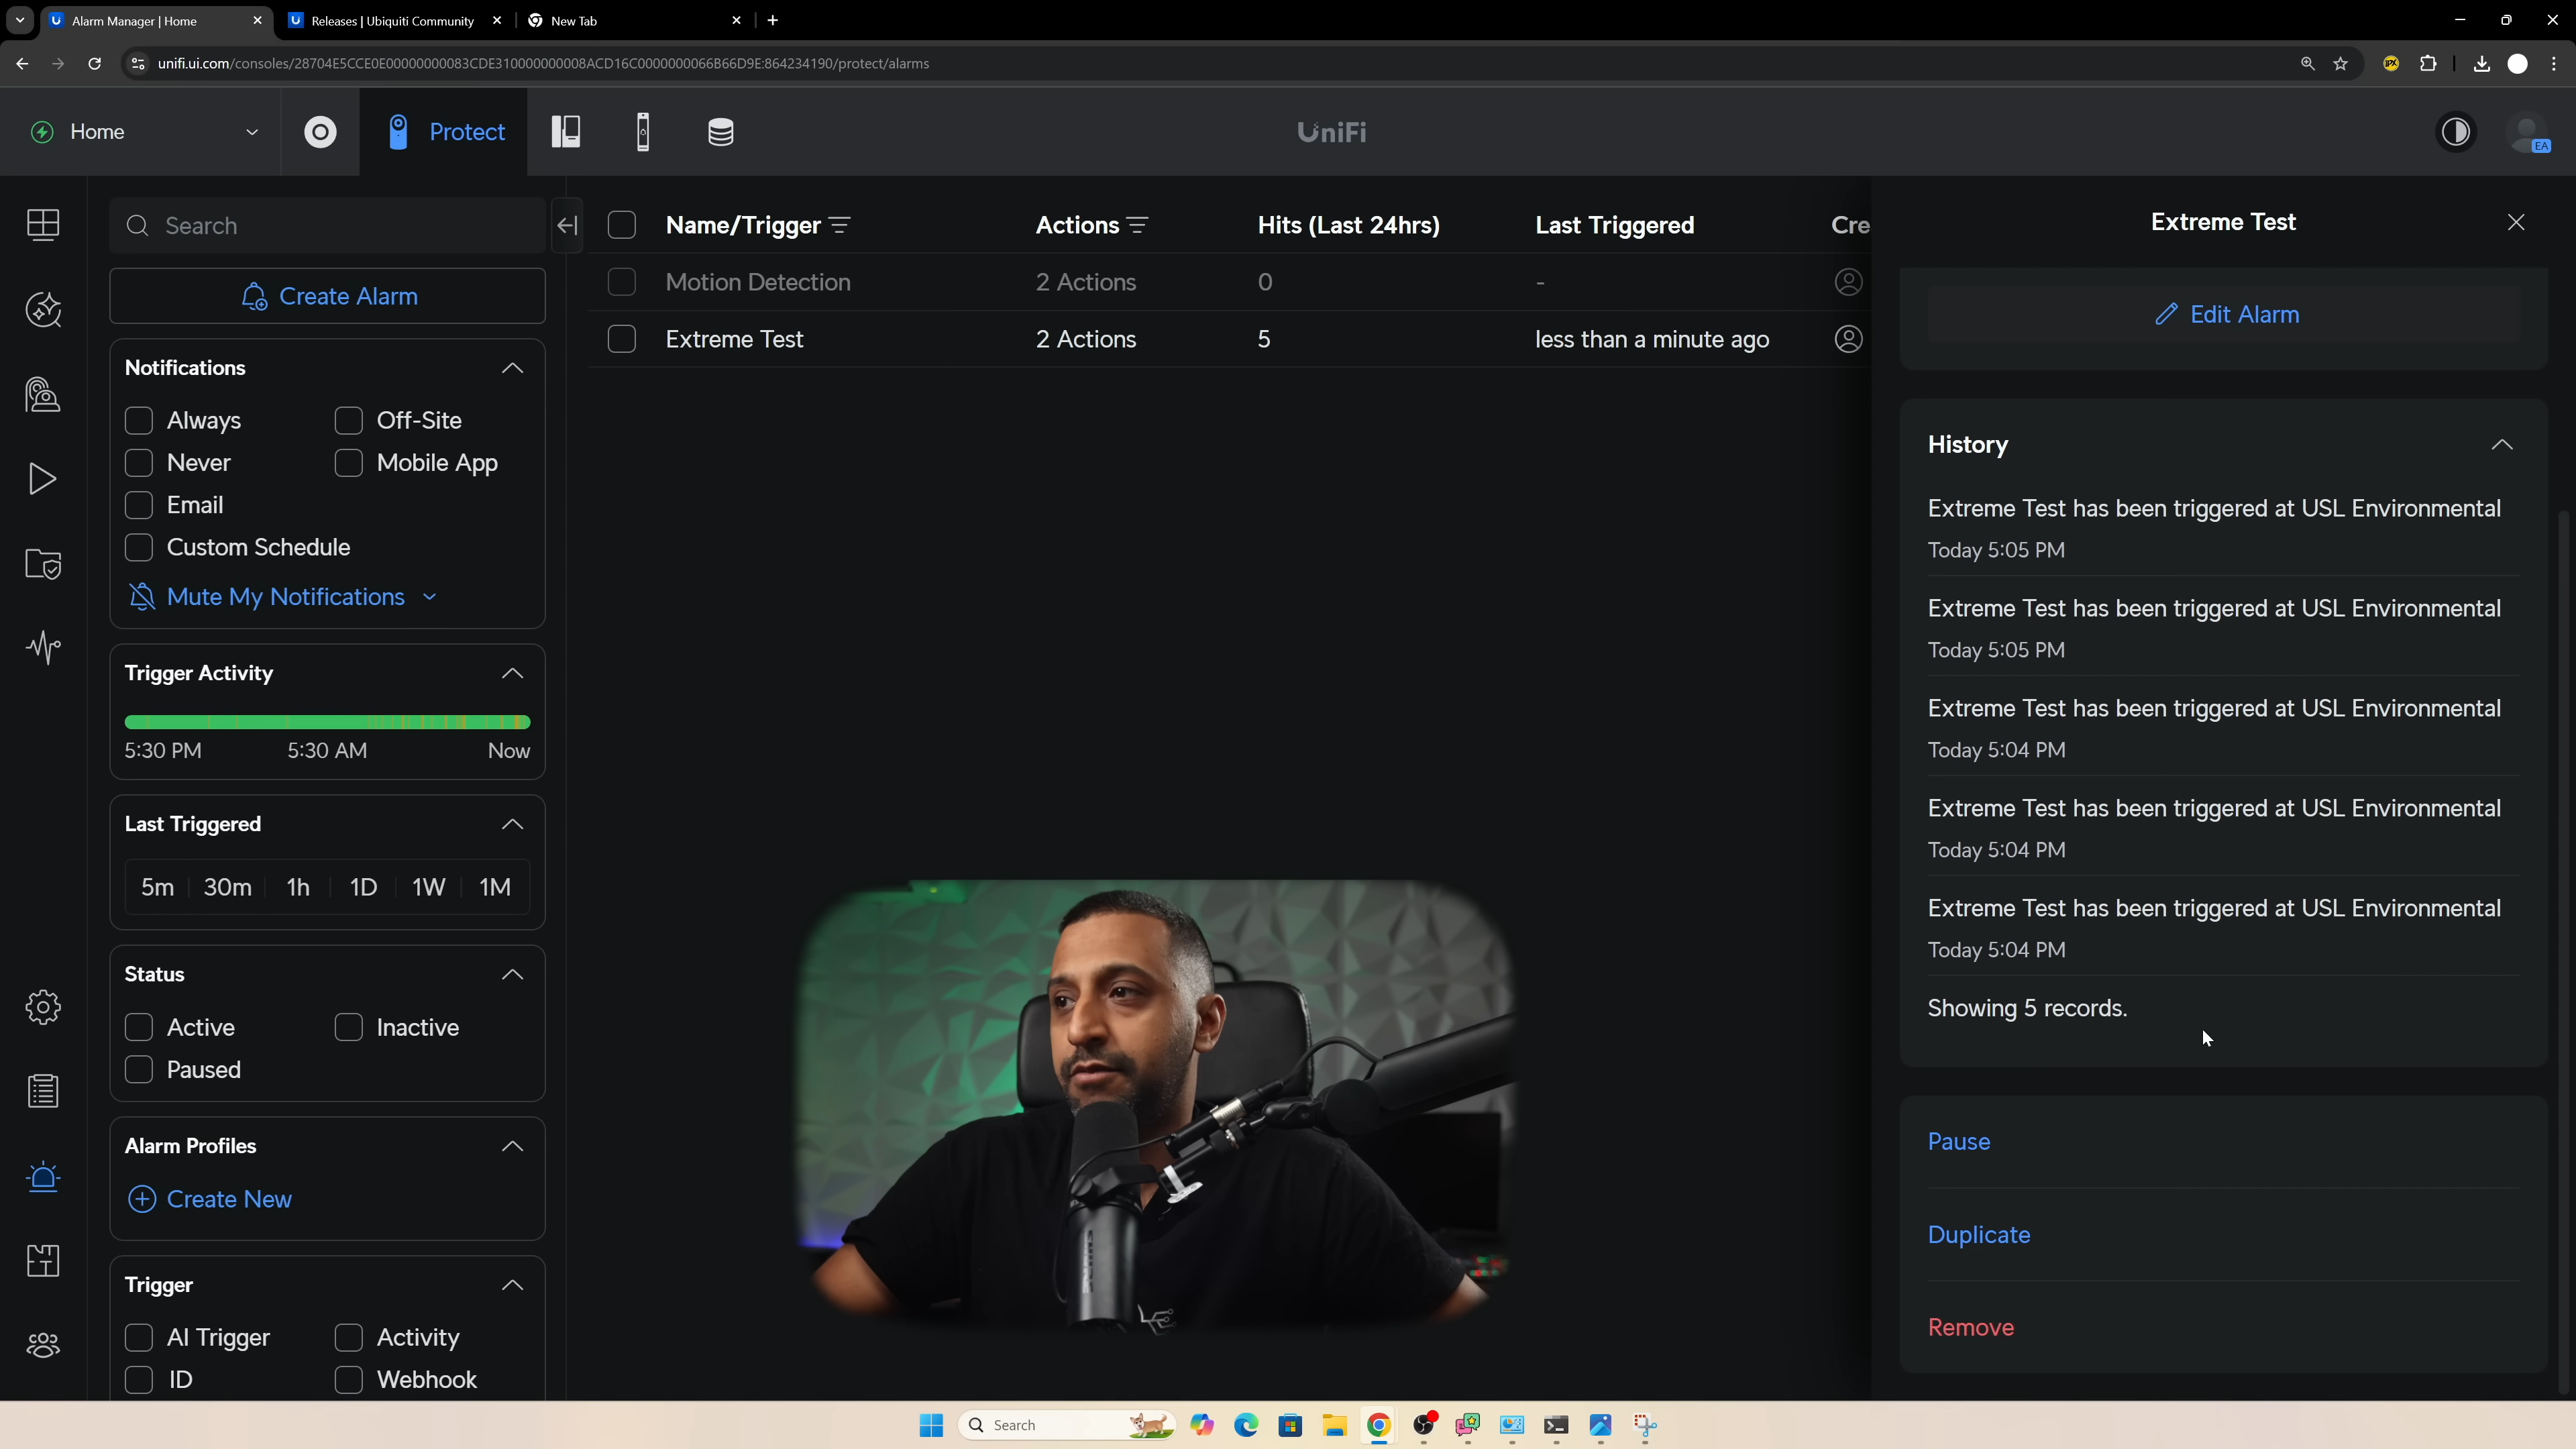 Alarm Manager | Home
Releases | Ubiquiti Community
New Tab
unifi.ui.com/consoles/28704E5CCE0E00000000083CDE310000000008ACD16C0000000066B66D9E:864234190/protect/alarms
JPX
Home
Protect
UniFi
EA
Search
Create Alarm
Notifications
Always
Off-Site
Never
Mobile App
Email
Custom Schedule
Mute My Notifications
Trigger Activity
5:30 PM
5:30 AM
Now
Last Triggered
5m
30m
1h
1D
1W
1M
Status
Active
Inactive
Paused
Alarm Profiles
Create New
Trigger
AI Trigger
Activity
ID
Webhook
Name/Trigger
Actions
Hits (Last 24hrs)
Last Triggered
Cre
Motion Detection
2 Actions
0
-
Extreme Test
2 Actions
5
less than a minute ago
Extreme Test
Edit Alarm
History
Extreme Test has been triggered at USL Environmental
Today 5:05 PM
Extreme Test has been triggered at USL Environmental
Today 5:05 PM
Extreme Test has been triggered at USL Environmental
Today 5:04 PM
Extreme Test has been triggered at USL Environmental
Today 5:04 PM
Extreme Test has been triggered at USL Environmental
Today 5:04 PM
Showing 5 records.
Pause
Duplicate
Remove
Search